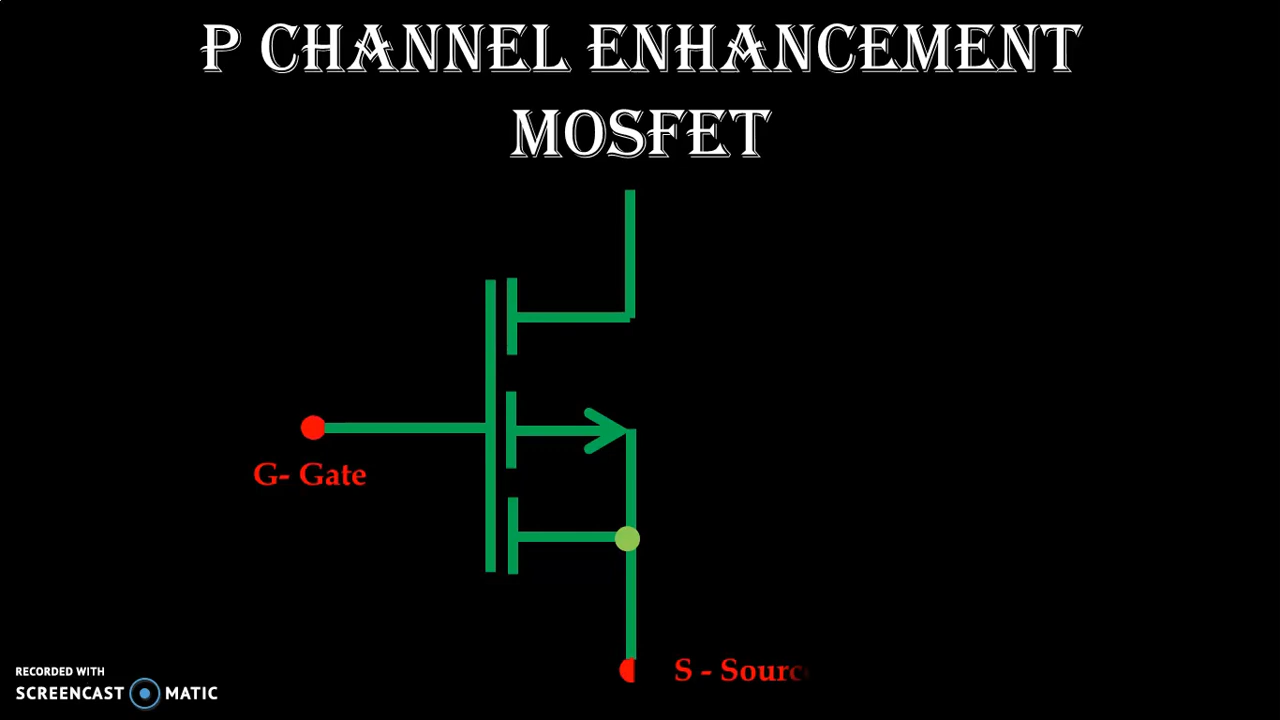 P CHANNEL ENHANCEMENT
MOSFET
G- Gate
S - Sourc
RECORDED WITH
SCREENCAST MATIC